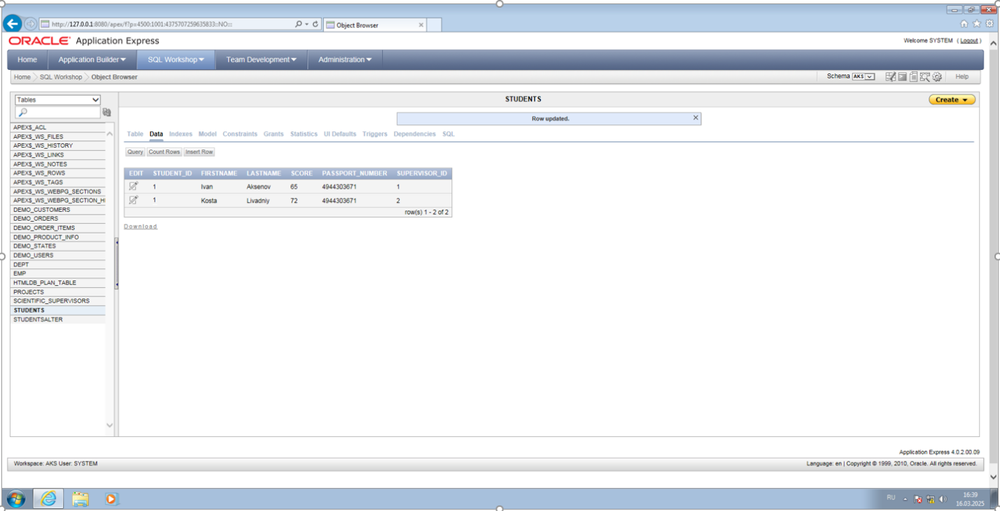 http://127.0.0.1:8080/apex/f?p=4500:1001:4375707259635833::NO:::
Object Browser
ORACLE Application Express
Welcome SYSTEM ( Logout )
Home Application Builder SQL Workshop Team Development Administration
Home SQL Workshop Object Browser
Schema AKS Help
Tables
STUDENTS
Create
Row updated.
APEX$_ACL
APEX$_WS_FILES
APEX$_WS_HISTORY
APEX$_WS_LINKS
APEX$_WS_NOTES
APEX$_WS_ROWS
APEX$_WS_TAGS
APEX$_WS_WEBPG_SECTIONS
APEX$_WS_WEBPG_SECTION_HI
DEMO_CUSTOMERS
DEMO_ORDERS
DEMO_ORDER_ITEMS
DEMO_PRODUCT_INFO
DEMO_STATES
DEMO_USERS
DEPT
EMP
HTMLDB_PLAN_TABLE
PROJECTS
SCIENTIFIC_SUPERVISORS
STUDENTS
STUDENTSALTER
Table Data Indexes Model Constraints Grants Statistics UI Defaults Triggers Dependencies SQL
Query Count Rows Insert Row
EDIT STUDENT_ID FIRSTNAME LASTNAME SCORE PASSPORT_NUMBER SUPERVISOR_ID
1 Ivan Aksenov 65 4944303671 1
1 Kosta Livadniy 72 4944303671 2
row(s) 1 - 2 of 2
Download
Application Express 4.0.2.00.09
Workspace: AKS User: SYSTEM
Language: en | Copyright © 1999, 2010, Oracle. All rights reserved.
RU
16:39
16.03.2025